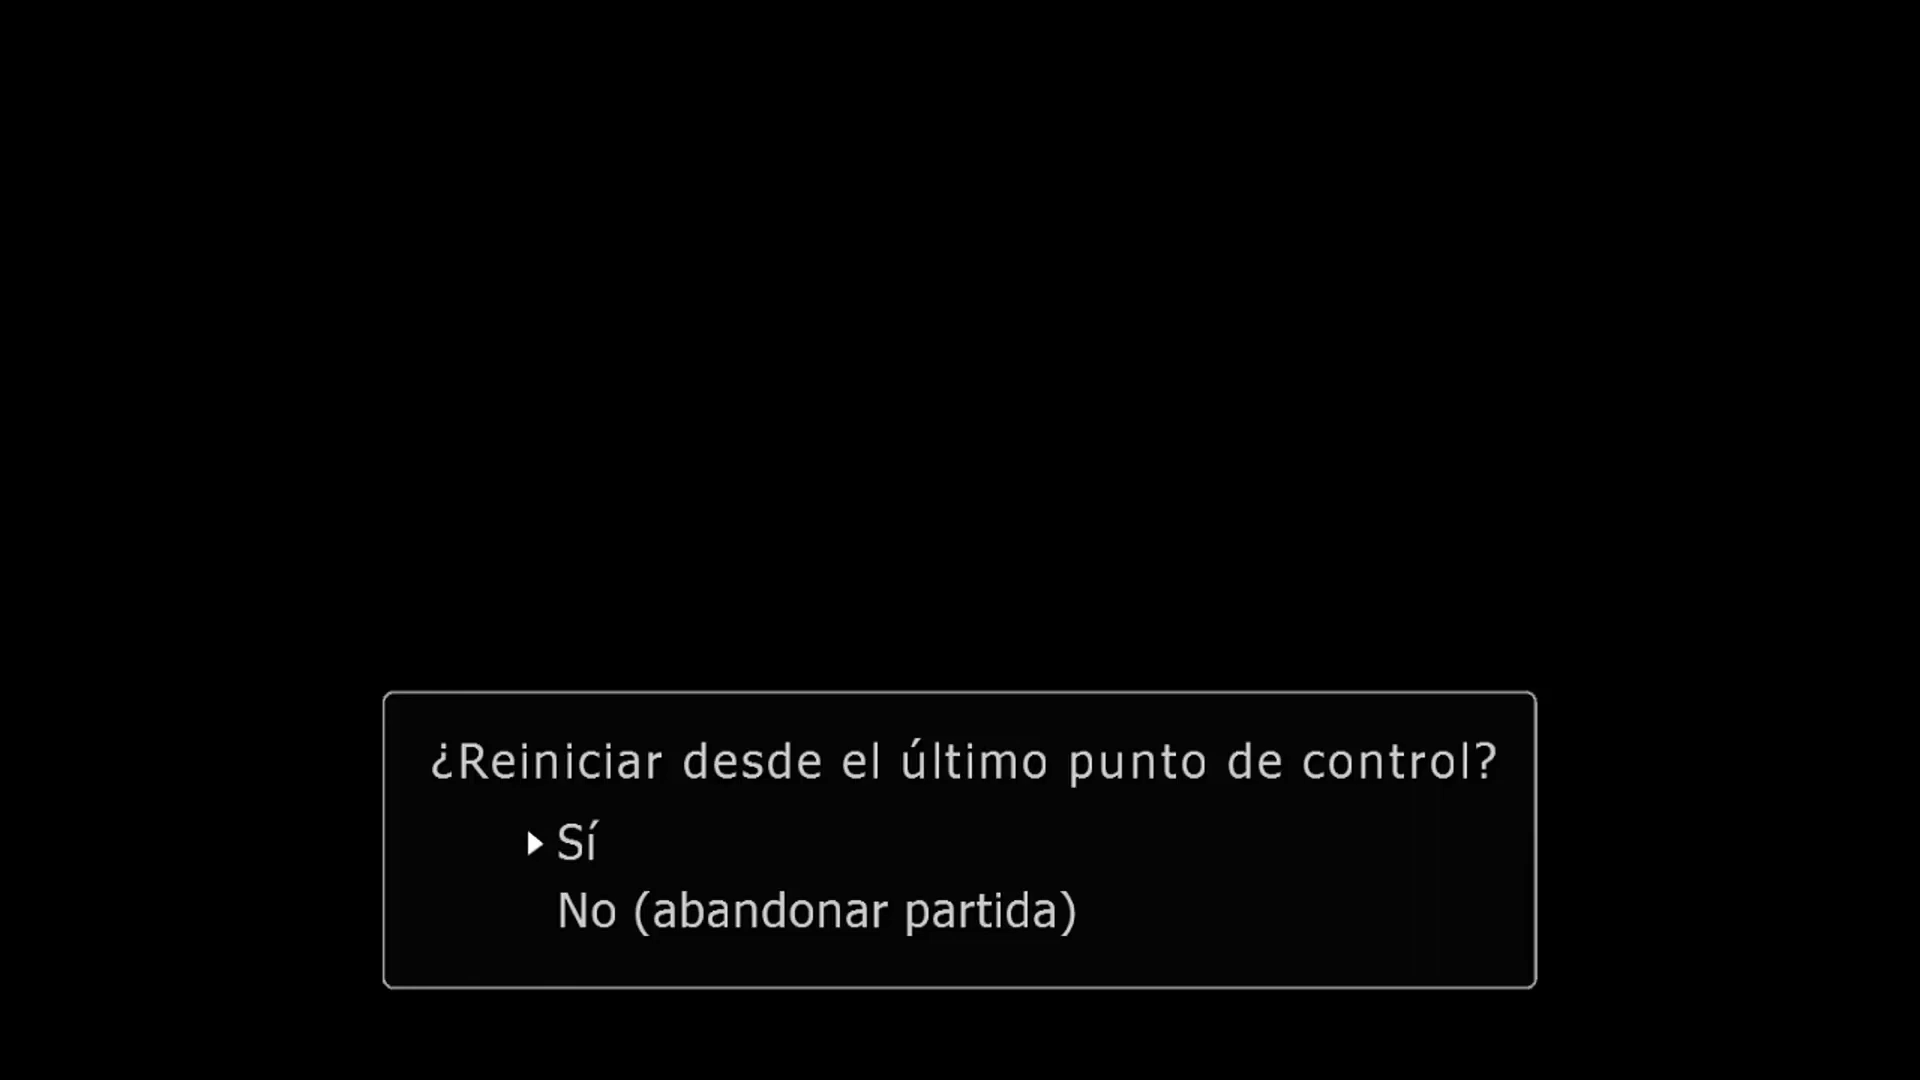 ¿Reiniciar desde el último punto de control?
Sí
No (abandonar partida)